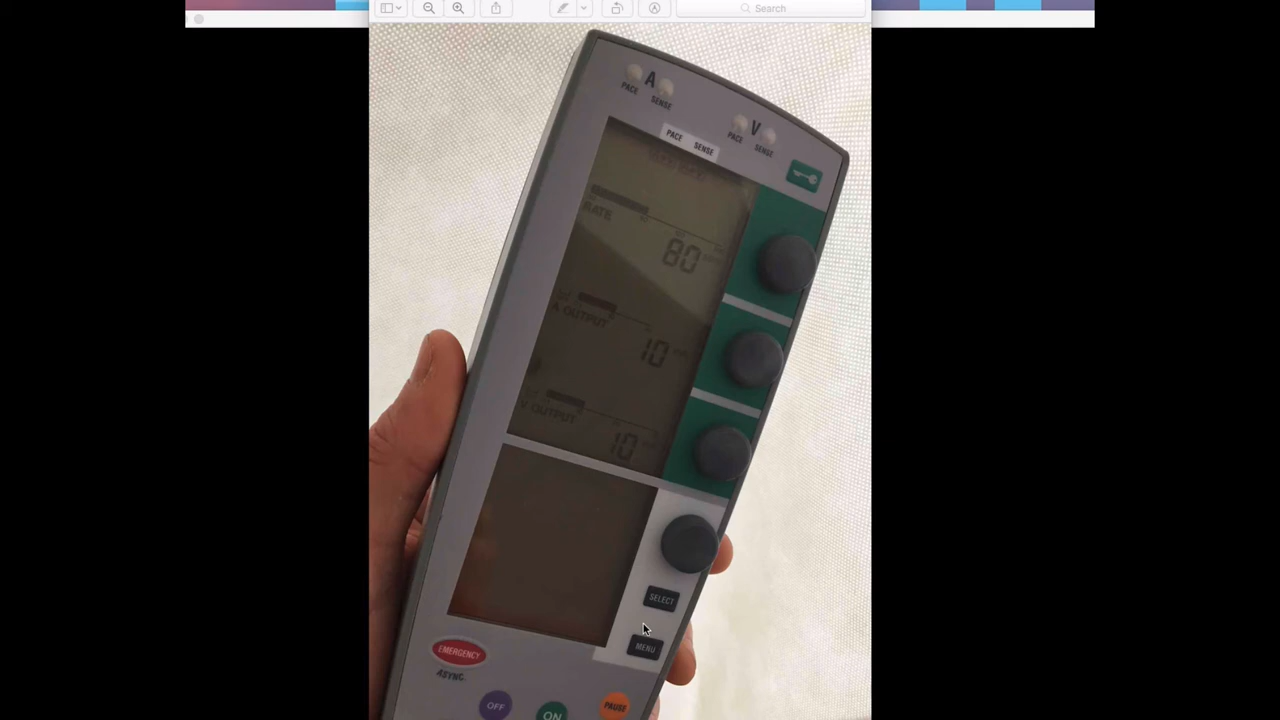 Search
A
PACE
SENSE
V
PACE
SENSE
PACE SENSE
RATE
80
A OUTPUT
10
V OUTPUT
10
SELECT
MENU
EMERGENCY
ASYNC.
OFF
ON
PAUSE